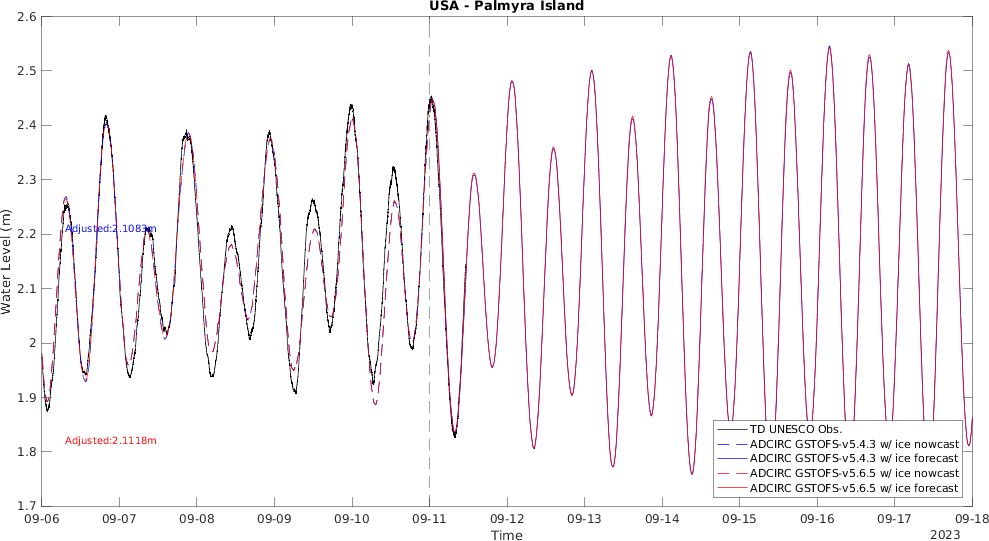 USA - Palmyra Island
2.6
2.5
2.4
2.3
2.2
2.1
2
1.9
1.8
1.7
Water Level (m)
Adjusted:2.1083m
Adjusted:2.1118m
TD UNESCO Obs.
ADCIRC GSTOFS-v5.4.3 w/ ice nowcast
ADCIRC GSTOFS-v5.4.3 w/ ice forecast
ADCIRC GSTOFS-v5.6.5 w/ ice nowcast
ADCIRC GSTOFS-v5.6.5 w/ ice forecast
09-06 09-07 09-08 09-09 09-10 09-11 09-12 09-13 09-14 09-15 09-16 09-17 09-18
Time
2023